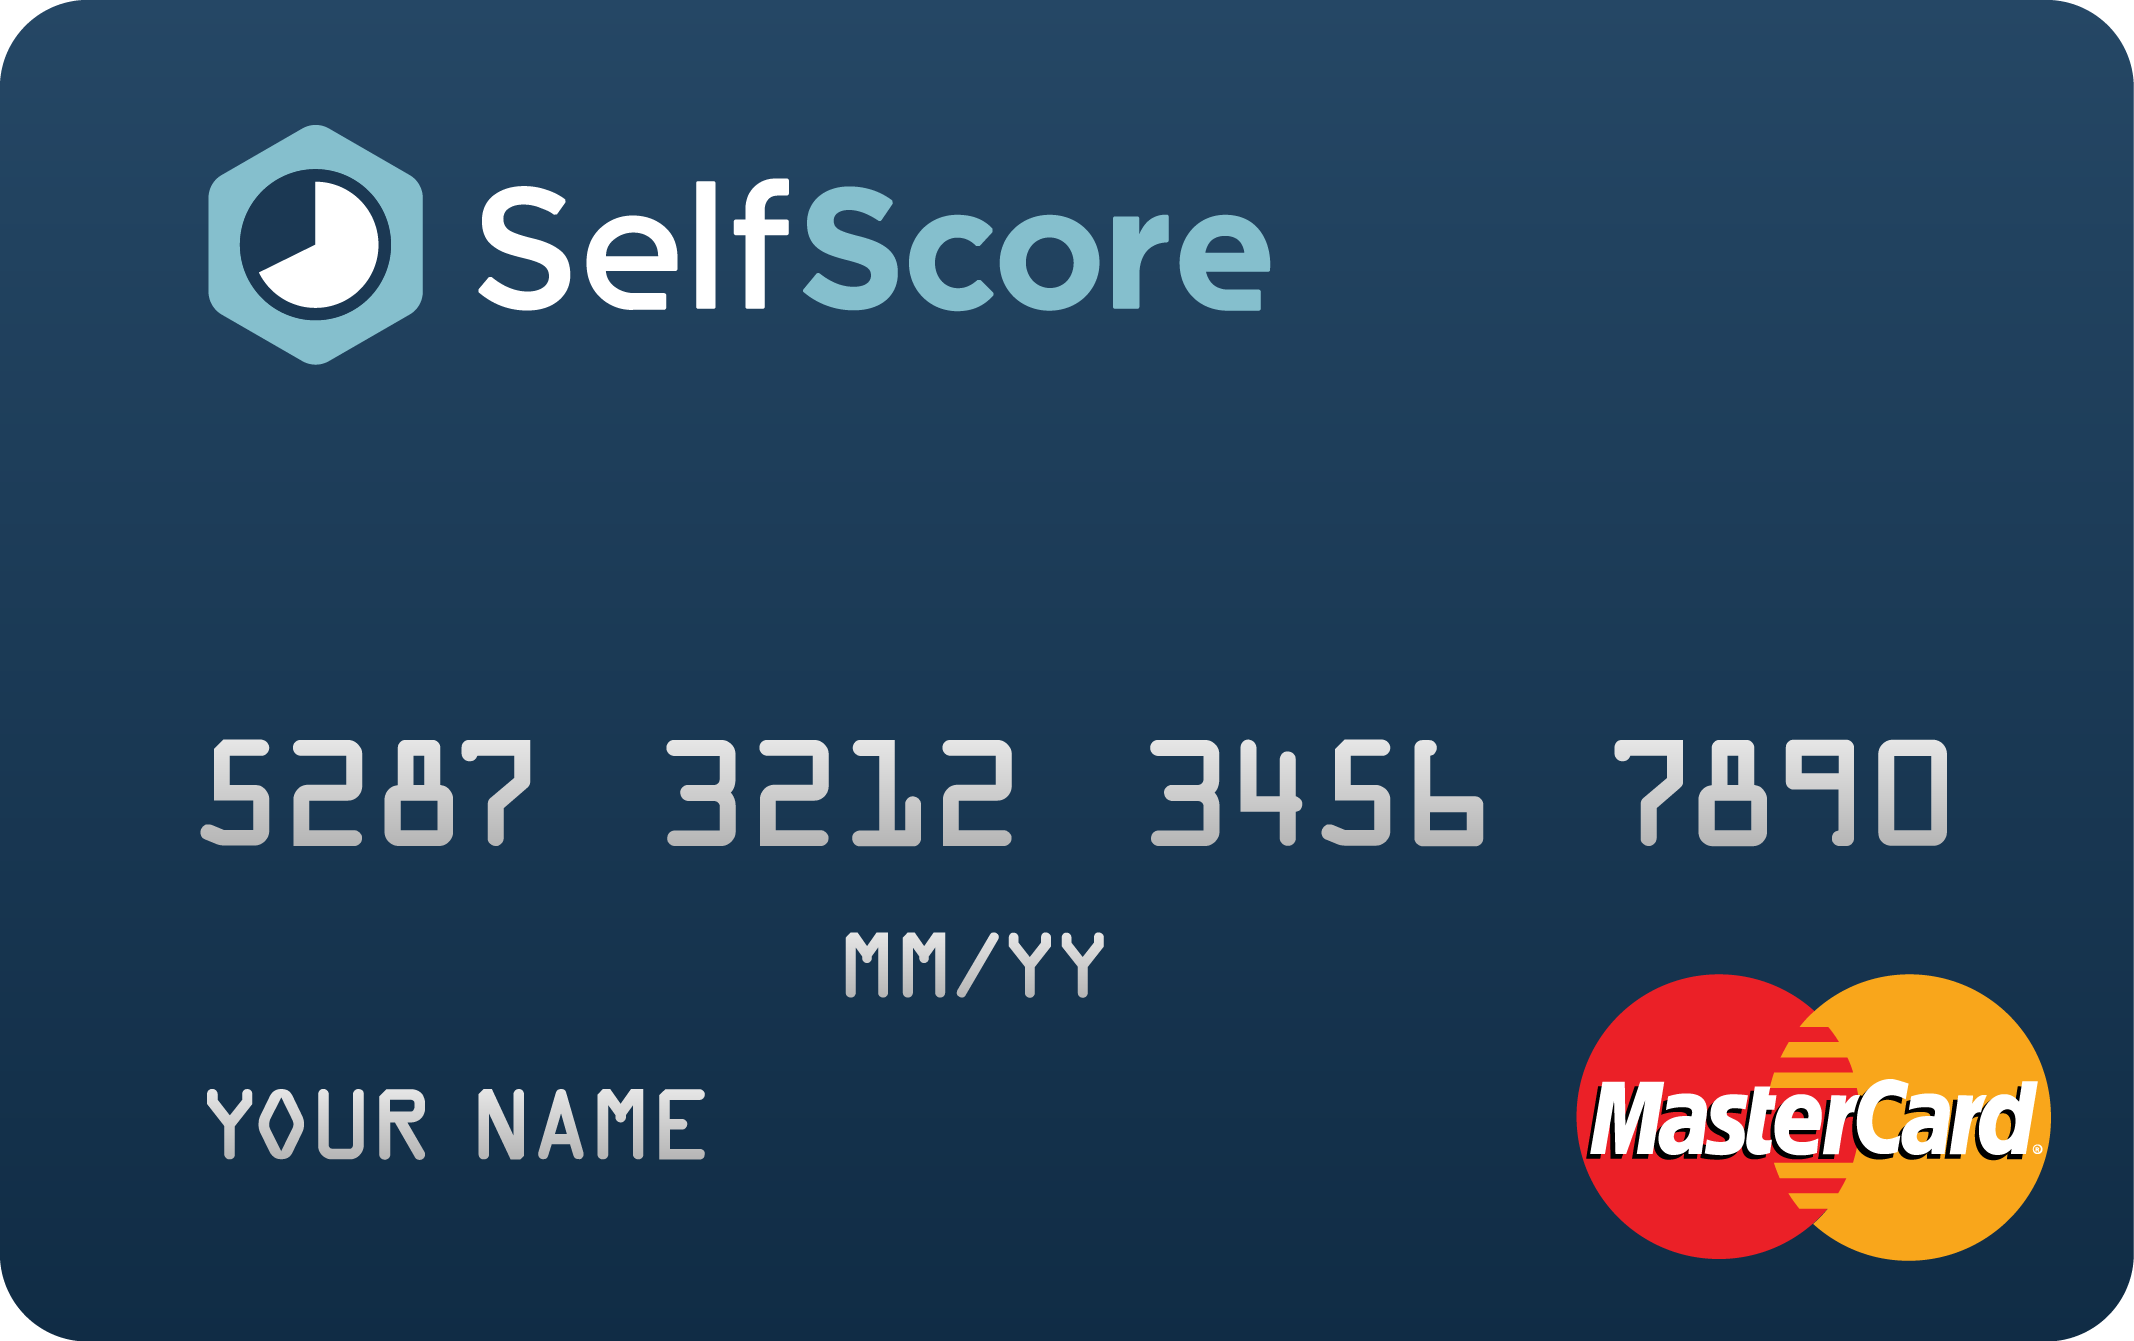 SelfScore
5287 3212 3456 7890
MM/YY
YOUR NAME
MasterCard®